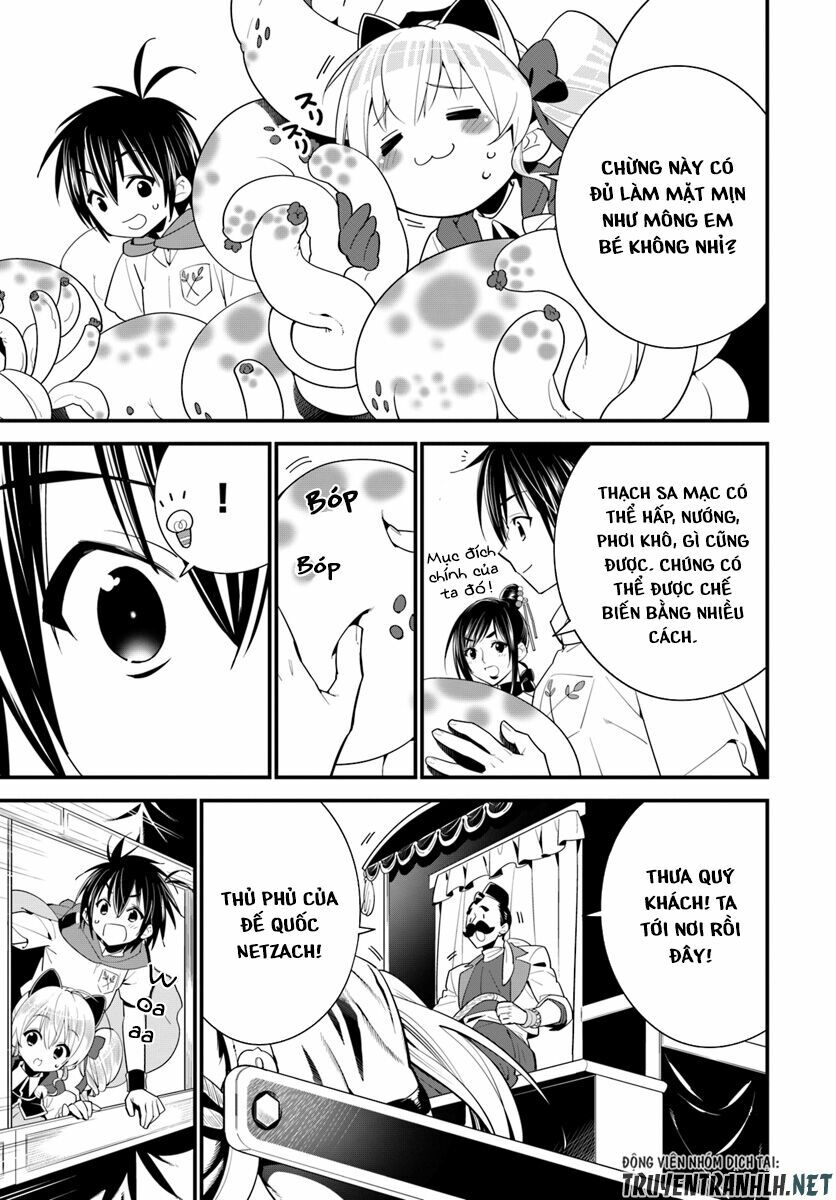 CHỪNG NÀY CÓ
ĐỦ LÀM MẶT MỊN
NHƯ MÔNG EM
BÉ KHÔNG NHỈ?
スリ
スリ
THẠCH SA MẠC CÓ
THỂ HẤP, NƯỚNG,
PHƠI KHÔ, GÌ CŨNG
ĐƯỢC. CHÚNG CÓ
THỂ ĐƯỢC CHẾ
BIẾN BẰNG NHIỀU
CÁCH.
Mục đích
chính của
ta đó!
Bóp
Bóp
!
THƯA QUÝ
KHÁCH! TA
TỚI NƠI RỒI
ĐÂY!
THỦ PHỦ CỦA
ĐẾ QUỐC
NETZACH!
Woa
aa
ĐỘNG VIÊN NHÓM DỊCH TẠI:
TRUYENTRANHLH.NET